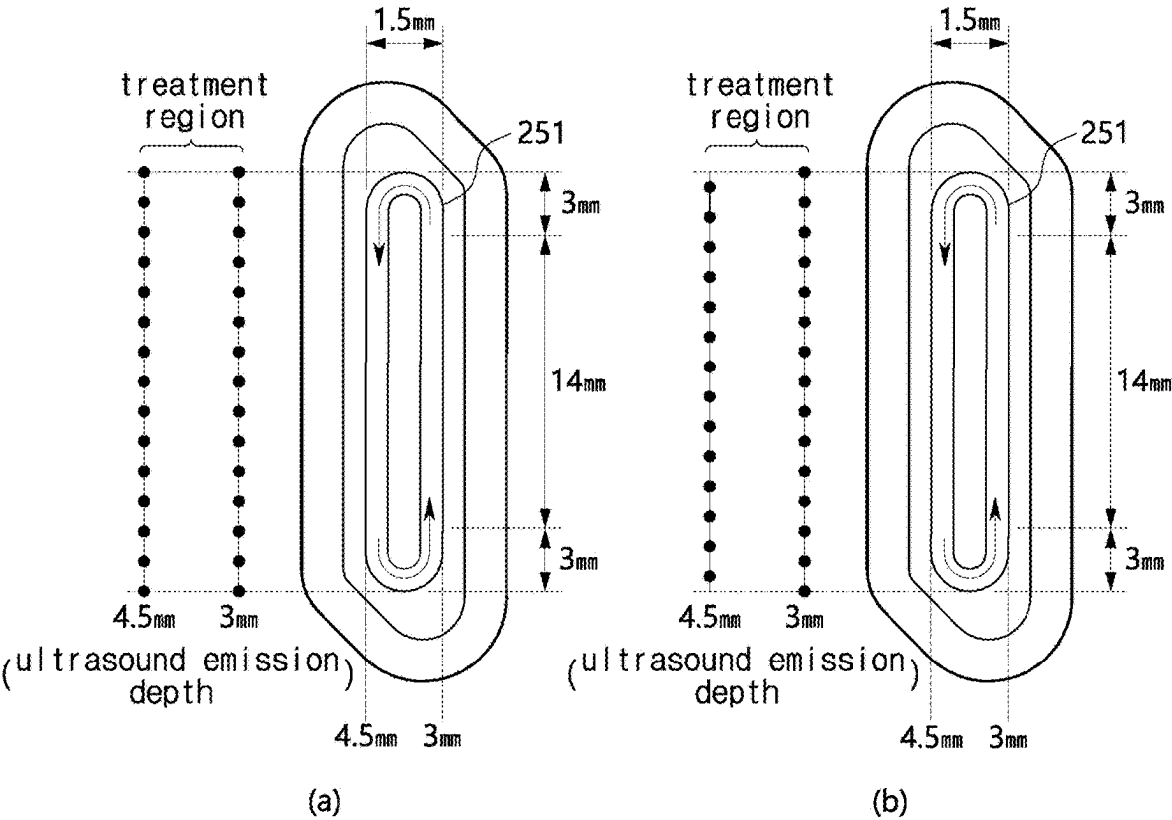 1.5mm
treatment
region
251
3mm
14mm
3mm
4.5mm 3mm
(ultrasound emission)
depth
4.5mm 3mm
(a)
1.5mm
treatment
region
251
3mm
14mm
3mm
4.5mm 3mm
(ultrasound emission)
depth
4.5mm 3mm
(b)